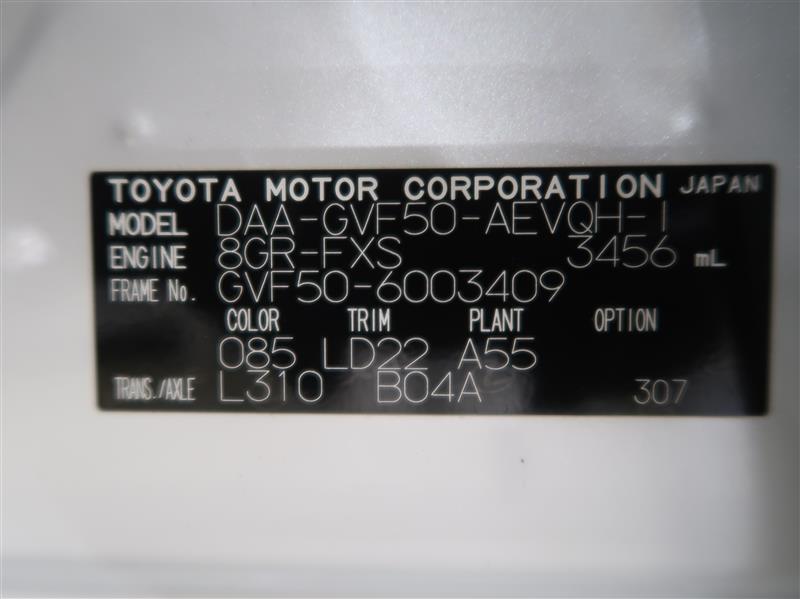 TOYOTA MOTOR CORPORATION JAPAN
MODEL DAA-GVF50-AEVQH-I
ENGINE 8GR-FXS 3456 mL
FRAME No. GVF50-6003409
COLOR TRIM PLANT OPTION
085 LD22 A55
TRANS./AXLE L310 B04A 307